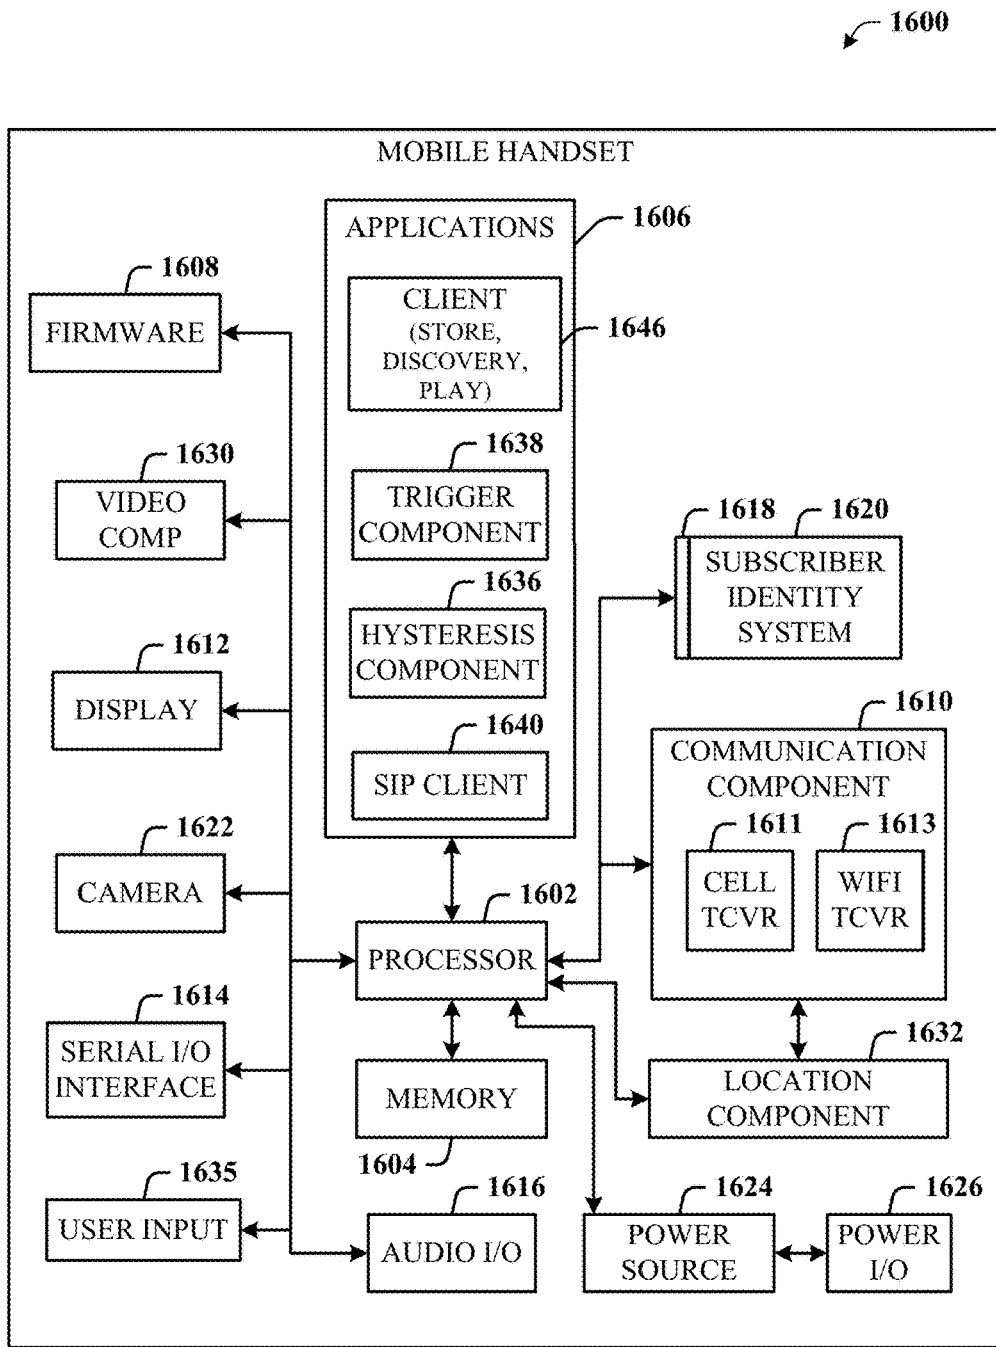 1600
MOBILE HANDSET
1606
APPLICATIONS
1608
FIRMWARE
CLIENT
(STORE,
DISCOVERY,
PLAY)
1646
1630
VIDEO
COMP
1638
TRIGGER
COMPONENT
1618
1620
SUBSCRIBER
IDENTITY
SYSTEM
1636
HYSTERESIS
COMPONENT
1612
DISPLAY
1640
SIP CLIENT
1610
COMMUNICATION
COMPONENT
1611
CELL
TCVR
1613
WIFI
TCVR
1622
CAMERA
1602
PROCESSOR
1614
SERIAL I/O
INTERFACE
MEMORY
1604
1632
LOCATION
COMPONENT
1635
USER INPUT
1616
AUDIO I/O
1624
POWER
SOURCE
1626
POWER
I/O